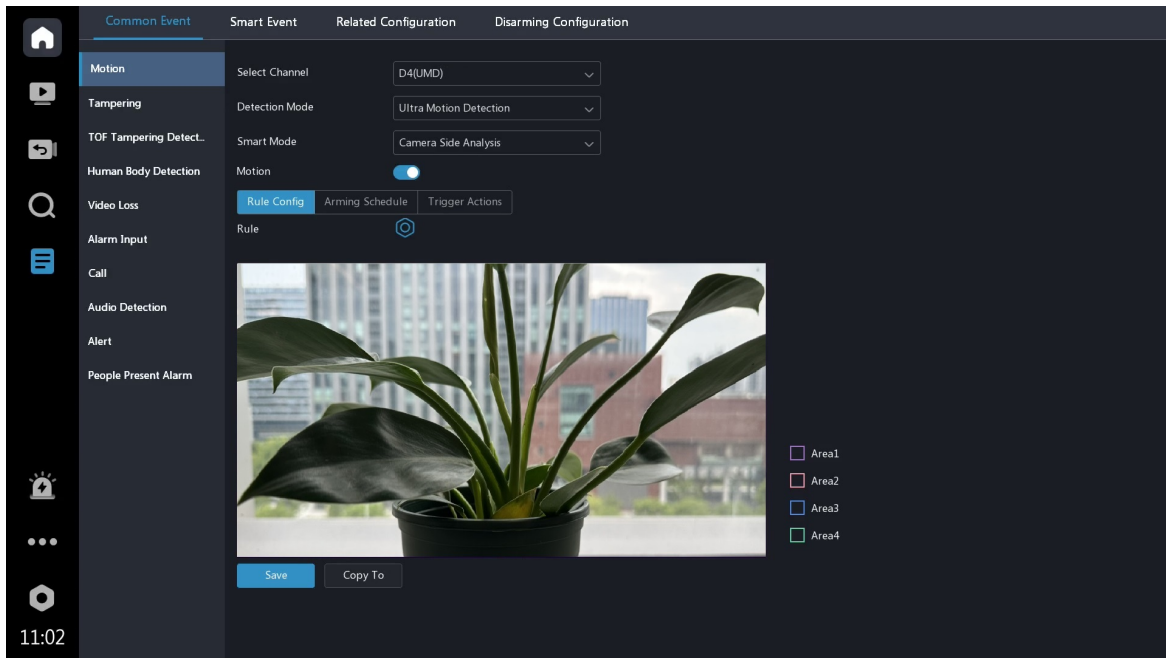 Common Event
Smart Event
Related Configuration
Disarming Configuration
Motion
Tampering
TOF Tampering Detect...
Human Body Detection
Video Loss
Alarm Input
Call
Audio Detection
Alert
People Present Alarm
11:02
Select Channel
D4(UMD)
Detection Mode
Ultra Motion Detection
Smart Mode
Camera Side Analysis
Motion
Rule Config
Arming Schedule
Trigger Actions
Rule
Area1
Area2
Area3
Area4
Save
Copy To